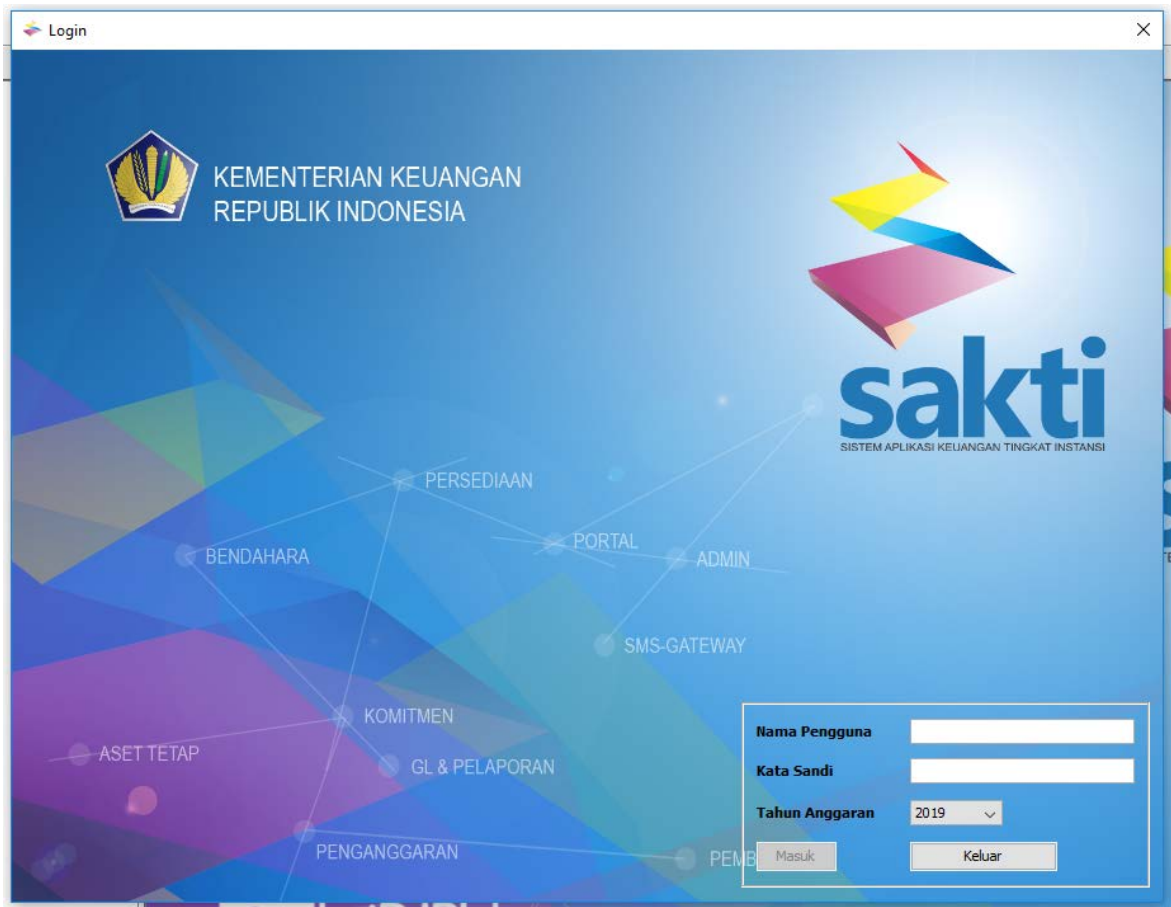 Login
KEMENTERIAN KEUANGAN
REPUBLIK INDONESIA
sakti
SISTEM APLIKASI KEUANGAN TINGKAT INSTANSI
PERSEDIAAN
PORTAL
BENDAHARA
ADMIN
SMS-GATEWAY
KOMITMEN
ASET TETAP
GL & PELAPORAN
PENGANGGARAN
PEMB
Nama Pengguna
Kata Sandi
Tahun Anggaran 2019
Masuk Keluar